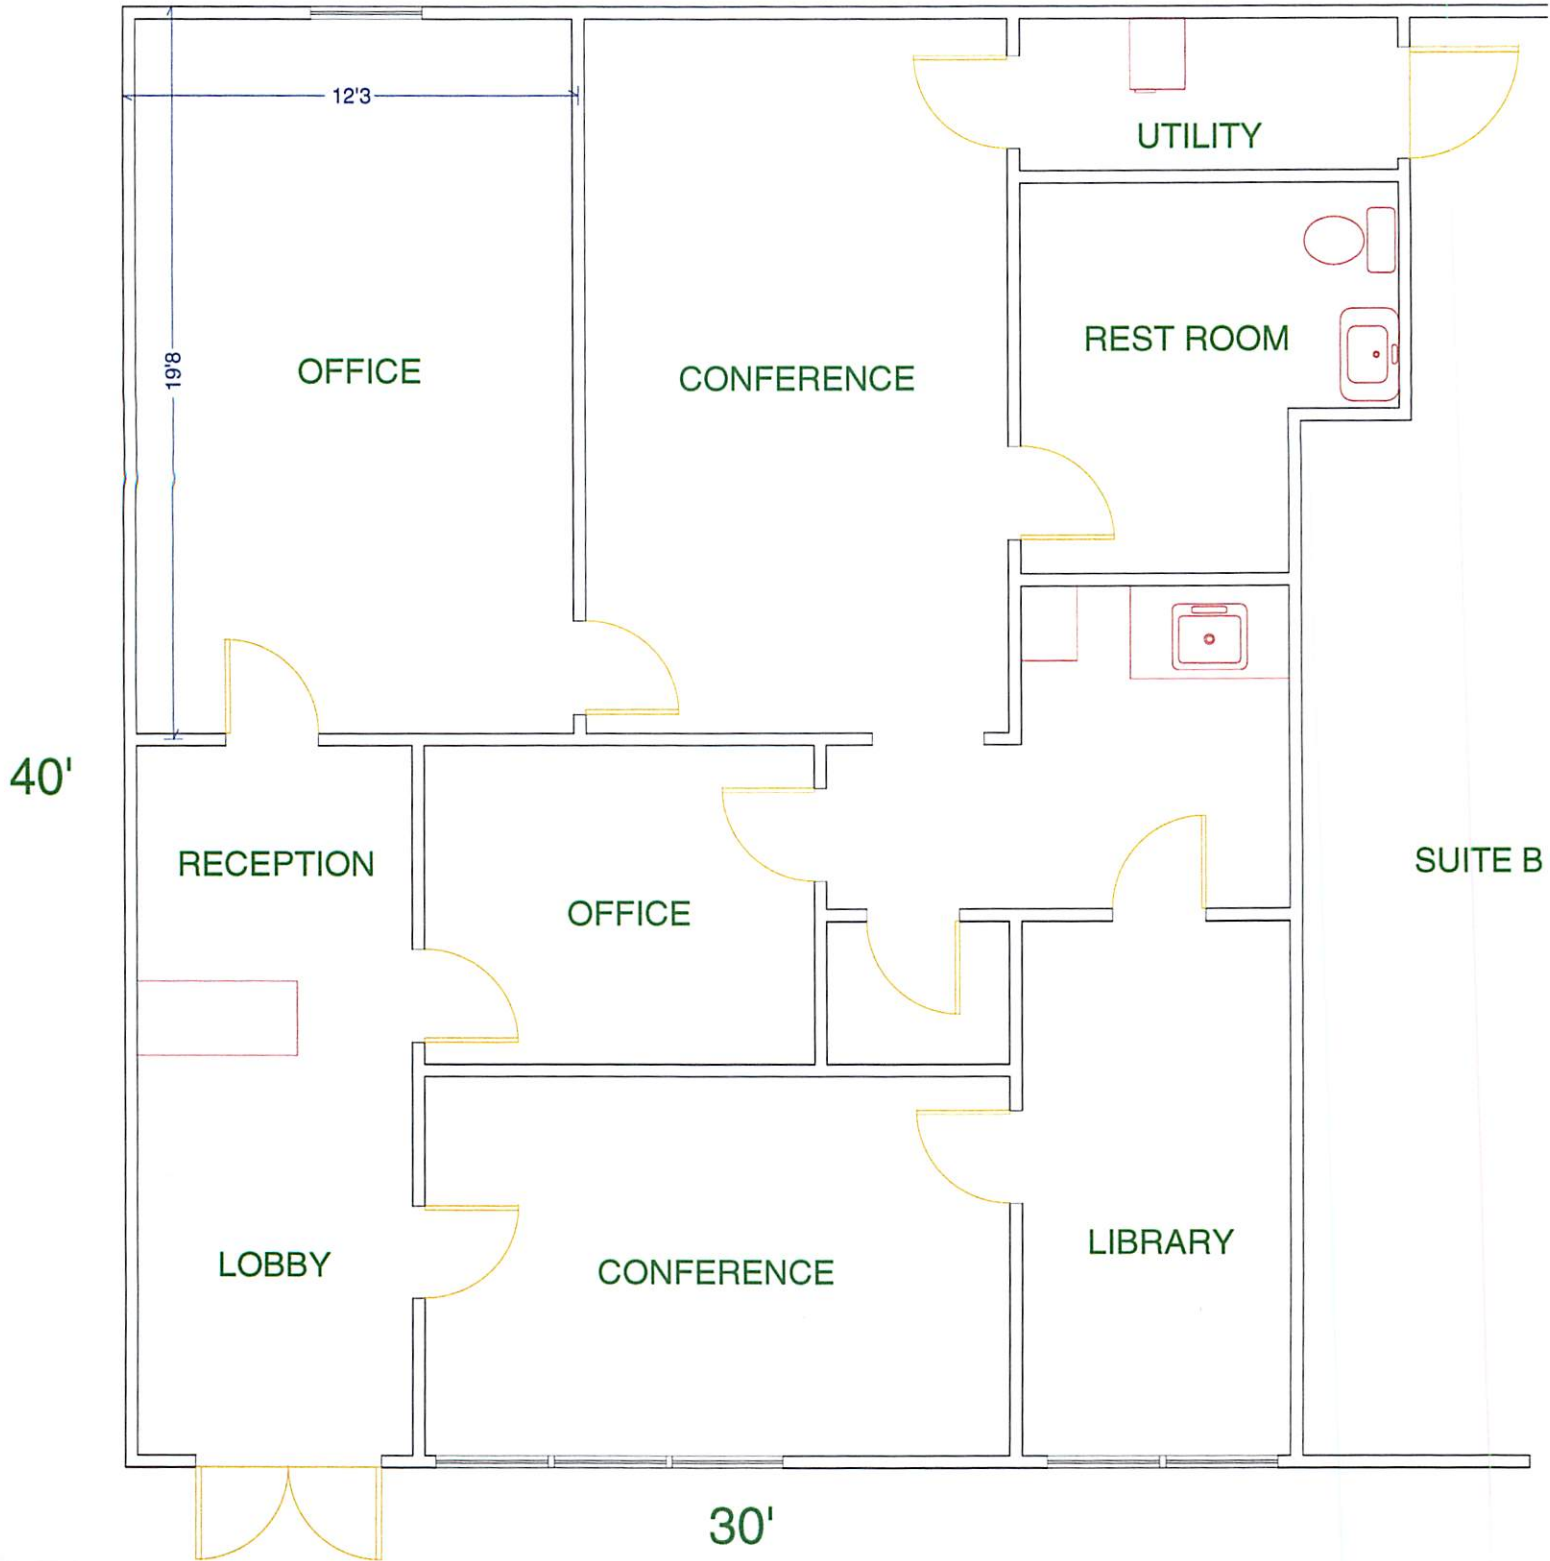 12'3
UTILITY
19'8
OFFICE
CONFERENCE
REST ROOM
40'
RECEPTION
OFFICE
SUITE B
LOBBY
CONFERENCE
LIBRARY
30'